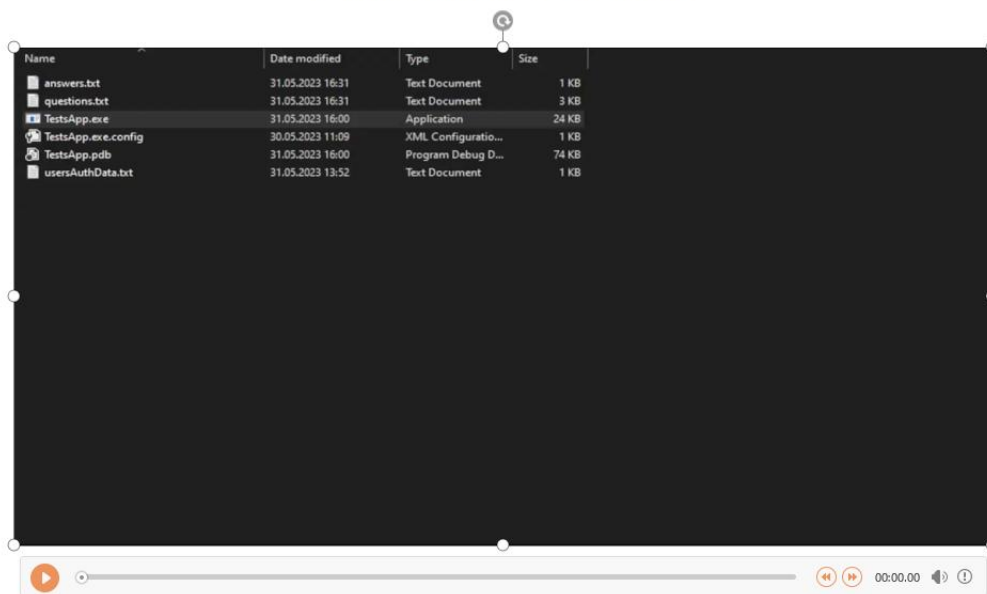 Name Date modified Type Size
answers.txt 31.05.2023 16:31 Text Document 1 KB
questions.txt 31.05.2023 16:31 Text Document 3 KB
TestsApp.exe 31.05.2023 16:00 Application 24 KB
TestsApp.exe.config 30.05.2023 11:09 XML Configuratio... 1 KB
TestsApp.pdb 31.05.2023 16:00 Program Debug D... 74 KB
usersAuthData.txt 31.05.2023 13:52 Text Document 1 KB
00:00.00